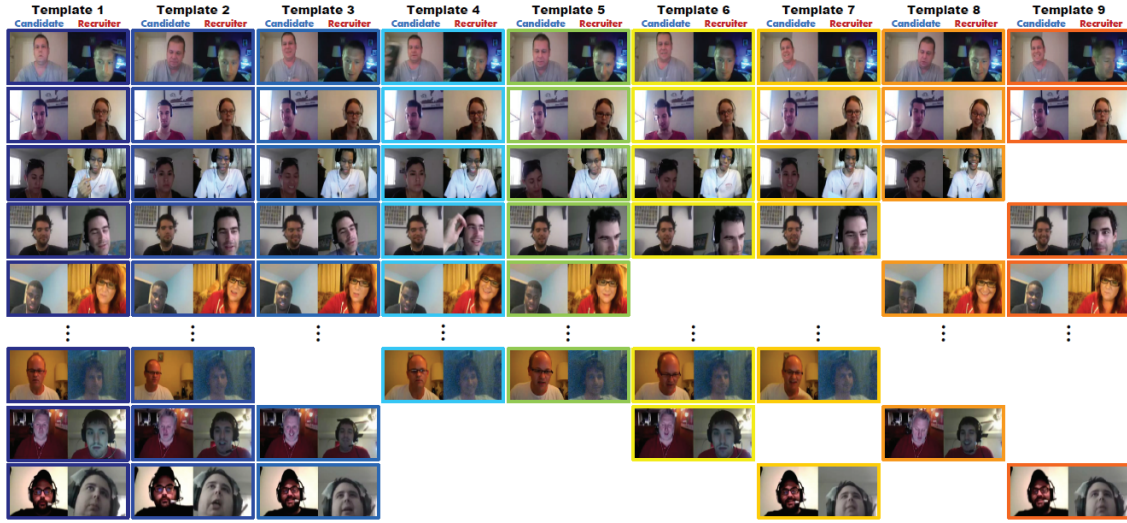 Template 1 Template 2 Template 3 Template 4 Template 5 Template 6 Template 7 Template 8 Template 9
Candidate Recruiter Candidate Recruiter Candidate Recruiter Candidate Recruiter Candidate Recruiter Candidate Recruiter Candidate Recruiter Candidate Recruiter Candidate Recruiter